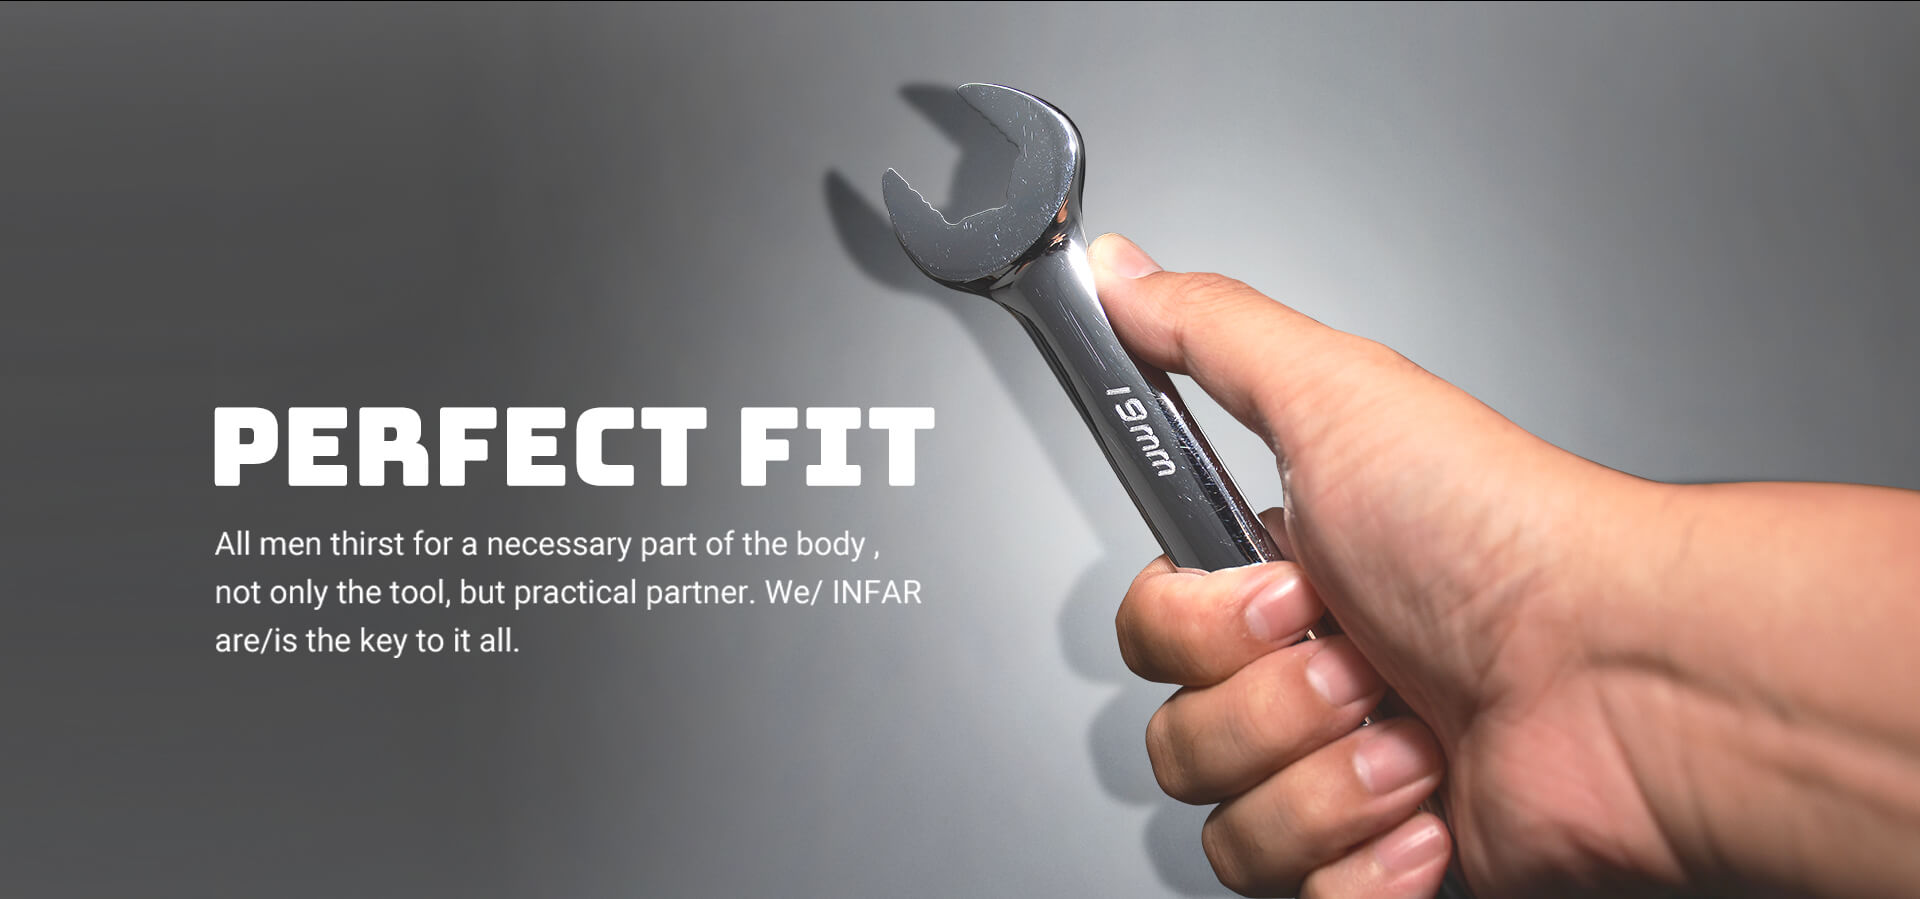 PERFECT FIT
All men thirst for a necessary part of the body ,
not only the tool, but practical partner. We/ INFAR
are/is the key to it all.
19mm